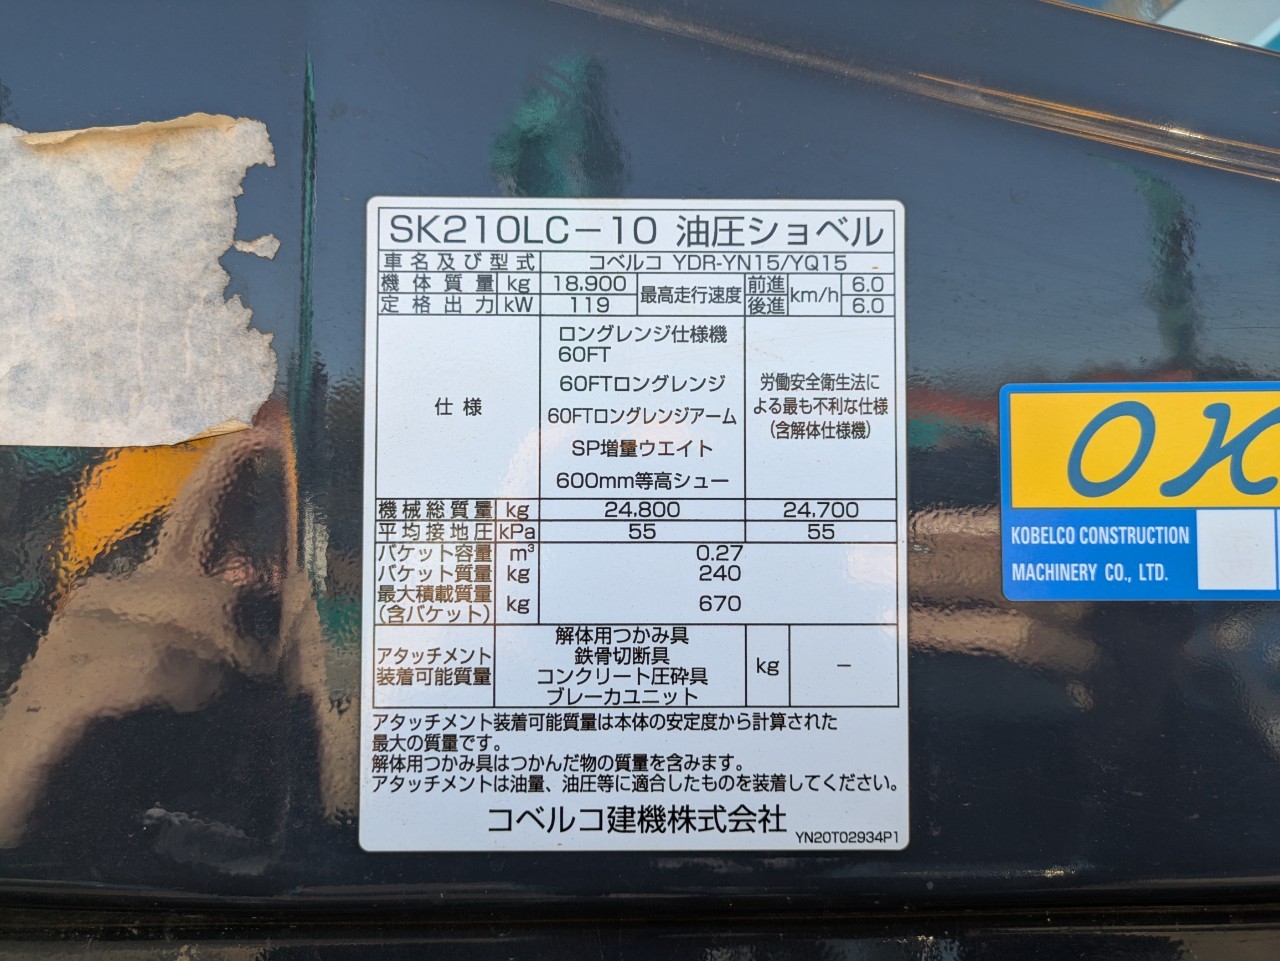 SK210LC－10 油圧ショベル
車名及び型式 コベルコ YDR-YN15/YQ15
機体質量 kg 18,900 最高走行速度 前進 km/h 6.0
定格出力 kW 119 後進 6.0
仕様
ロングレンジ仕様機
60FT
60FTロングレンジ
60FTロングレンジアーム
SP増量ウエイト
600mm等高シュー
労働安全衛生法に
よる最も不利な仕様
（含解体仕様機）
機械総質量 kg 24,800 24,700
平均接地圧 kPa 55 55
バケット容量 m³ 0.27
バケット質量 kg 240
最大積載質量
（含バケット） kg 670
アタッチメント
装着可能質量
解体用つかみ具
鉄骨切断具
コンクリート圧砕具
ブレーカユニット
kg －
アタッチメント装着可能質量は本体の安定度から計算された
最大の質量です。
解体用つかみ具はつかんだ物の質量を含みます。
アタッチメントは油量、油圧等に適合したものを装着してください。
コベルコ建機株式会社
YN20T02934P1
OK
KOBELCO CONSTRUCTION
MACHINERY CO., LTD.